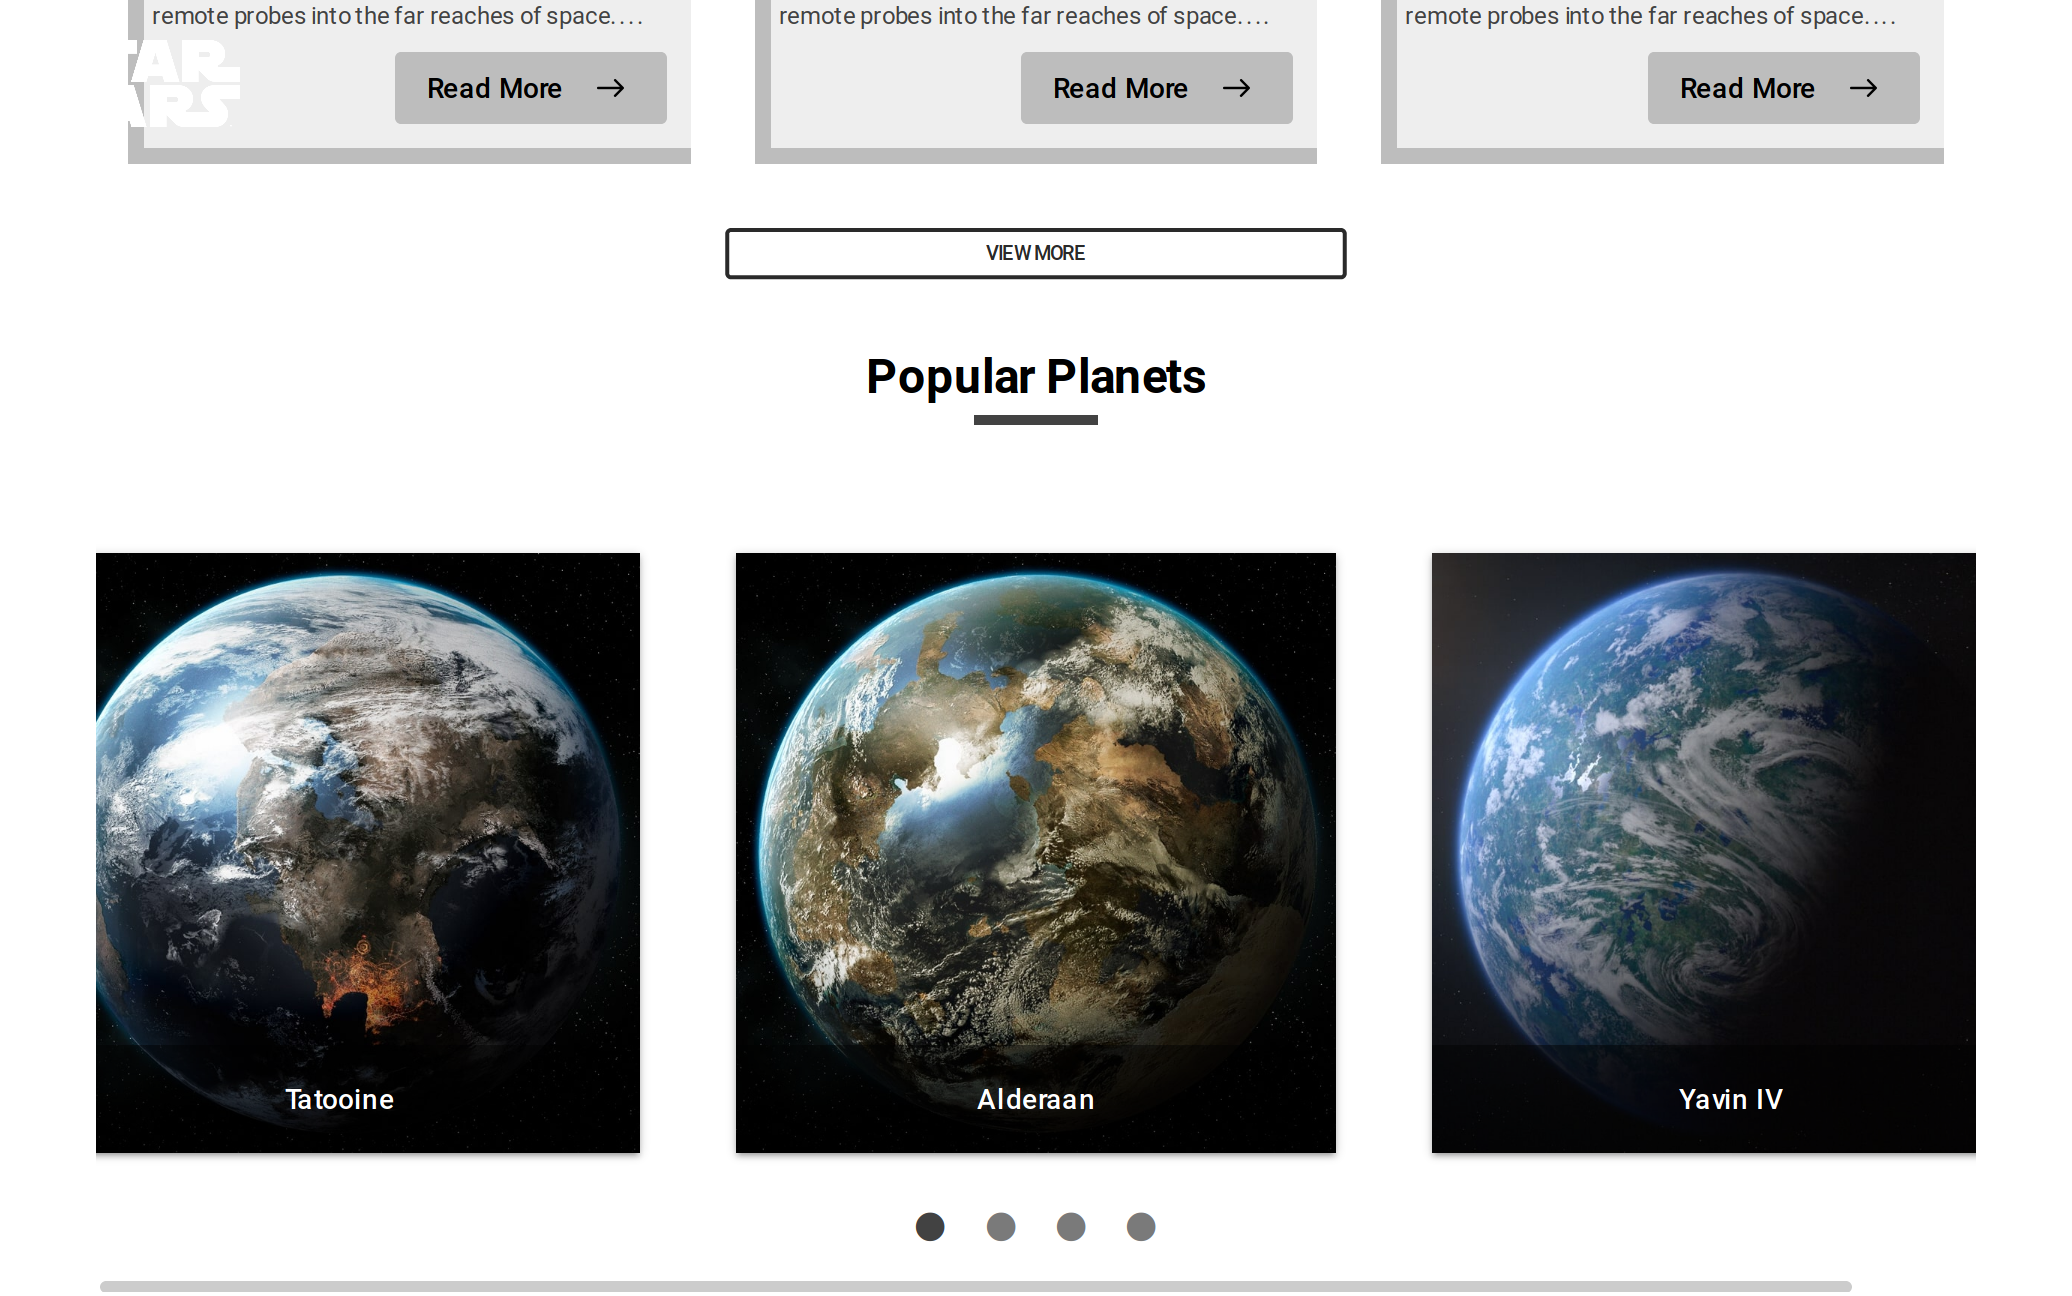 remote probes into the far reaches of space....
remote probes into the far reaches of space....
remote probes into the far reaches of space....
TAR
ARS
Read More
Read More
Read More
VIEW MORE
Popular Planets
Tatooine
Alderaan
Yavin IV